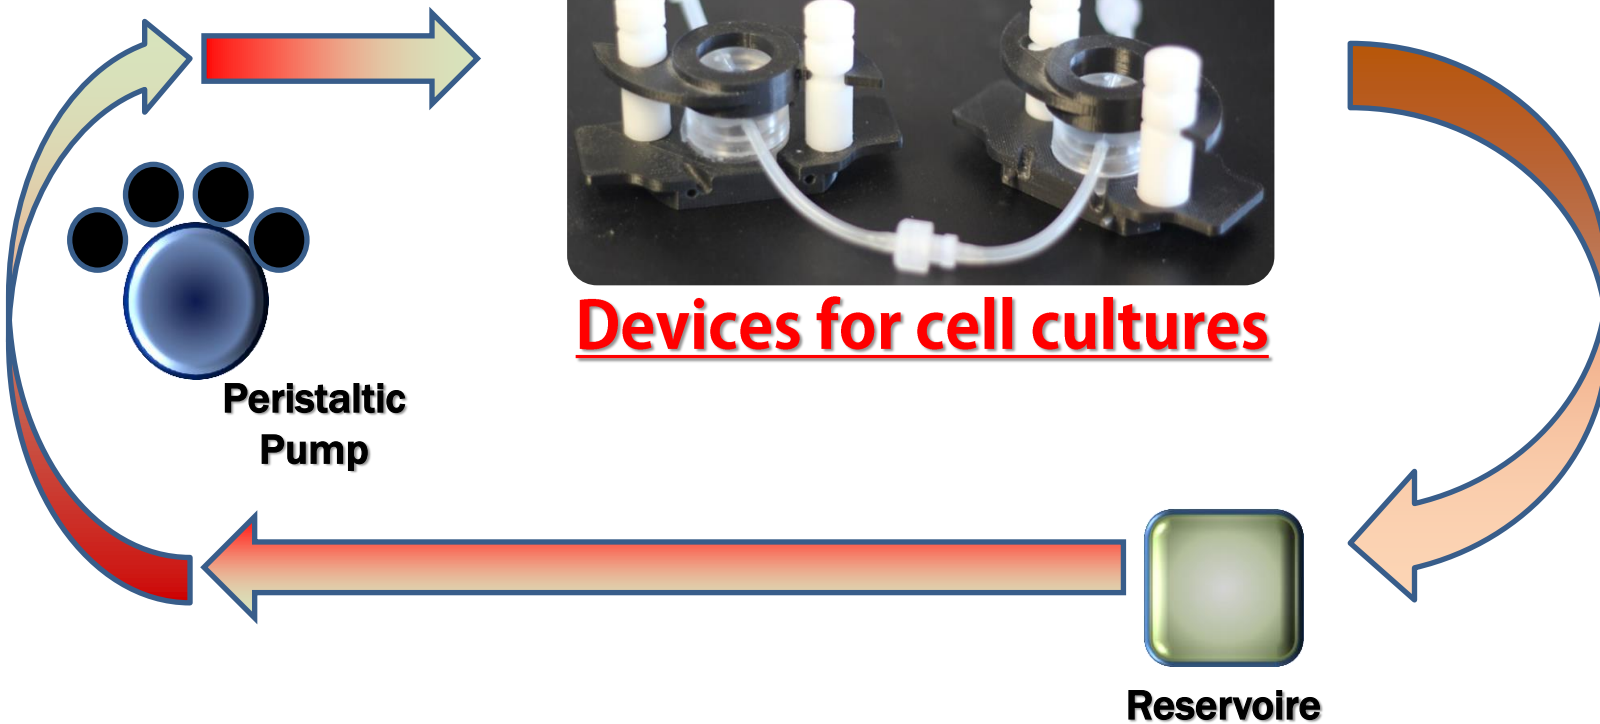 Devices for cell cultures
Peristaltic
Pump
Reservoire